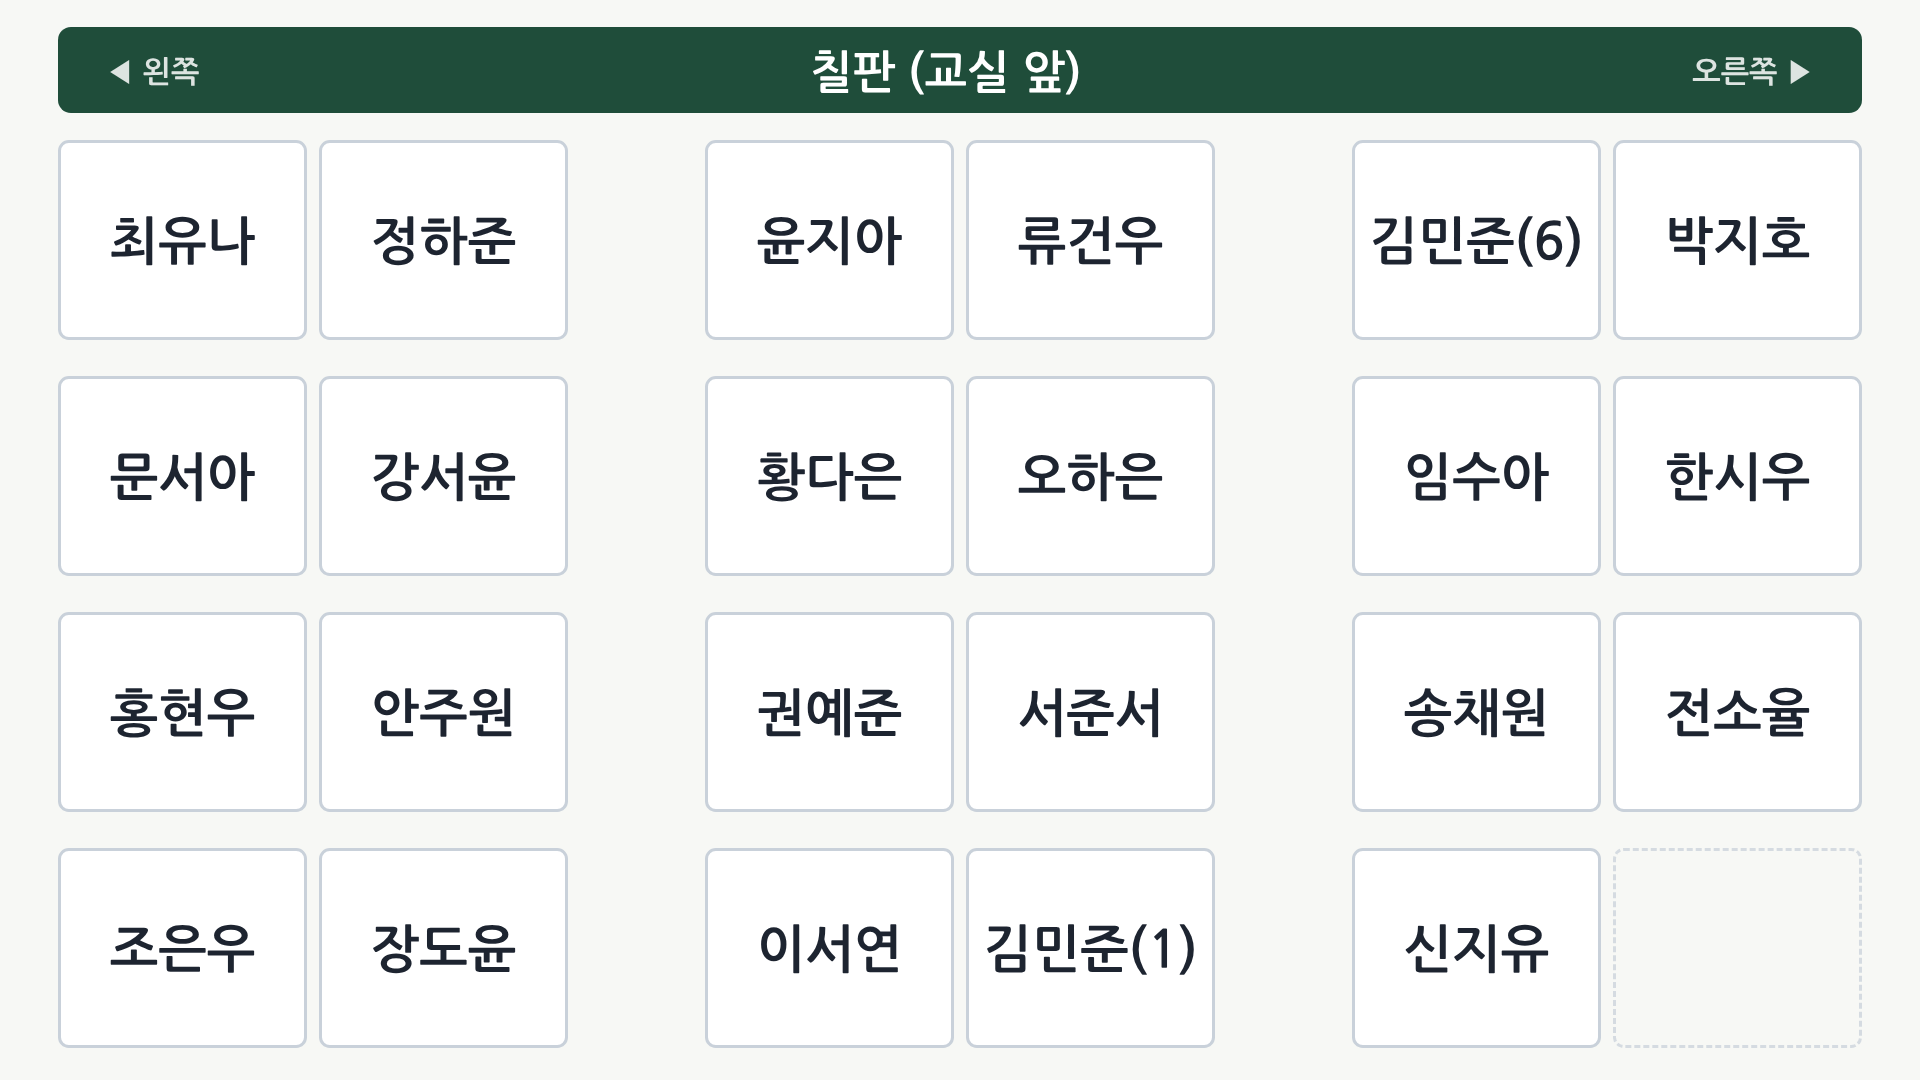 ◀ 왼쪽 칠판 (교실 앞) 오른쪽 ▶
최유나 정하준 윤지아 류건우 김민준(6) 박지호
문서아 강서윤 황다은 오하은 임수아 한시우
홍현우 안주원 권예준 서준서 송채원 전소율
조은우 장도윤 이서연 김민준(1) 신지유